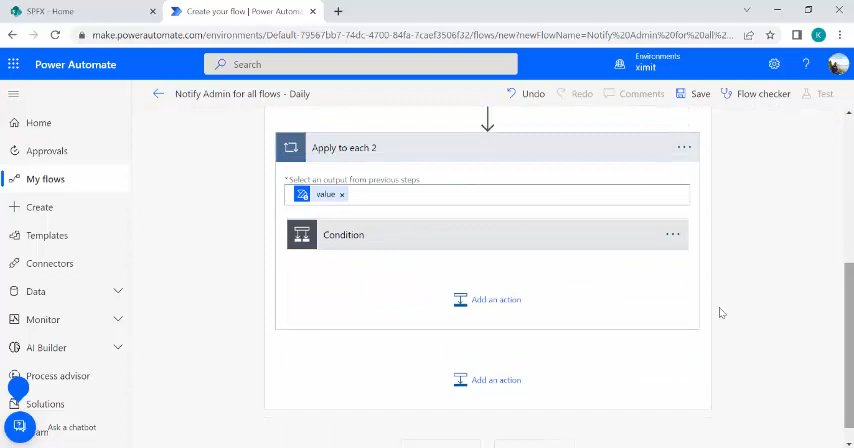 SPFX - Home
Create your flow | Power Automa
make.powerautomate.com/environments/Default-79567bb7-74dc-4700-84fa-7caef3506f32/flows/new?newFlowName=Notify%20Admin%20for%20all...
K
Power Automate
Search
Environments
ximit
Notify Admin for all flows - Daily
Undo
Redo
Comments
Save
Flow checker
Test
Home
Approvals
My flows
Create
Templates
Connectors
Data
Monitor
AI Builder
Process advisor
Solutions
Ask a chatbot
Apply to each 2
* Select an output from previous steps
value
Condition
Add an action
Add an action